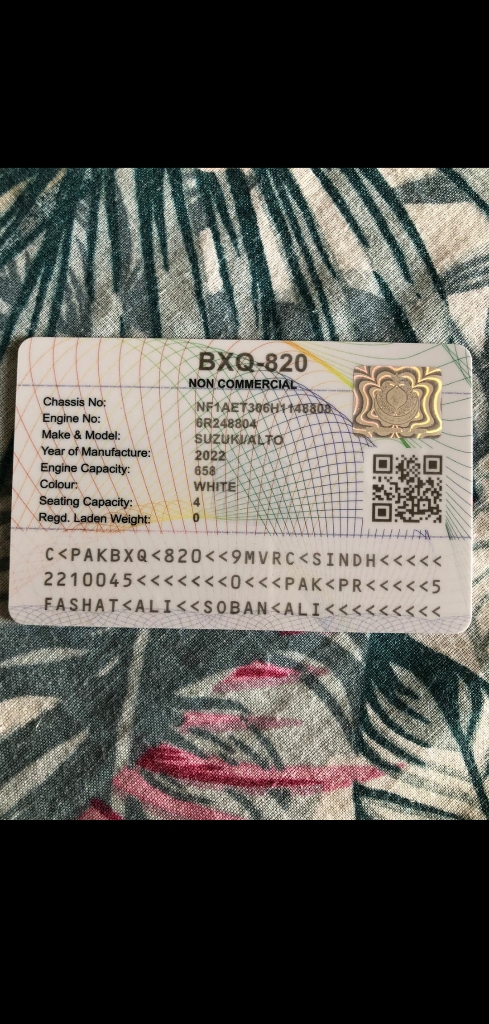 BXQ-820
NON COMMERCIAL
Chassis No: NF1AET306H1148808
Engine No: 6R248804
Make & Model: SUZUKI/ALTO
Year of Manufacture: 2022
Engine Capacity: 658
Colour: WHITE
Seating Capacity: 4
Regd. Laden Weight: 0
C<PAKBXQ<820<<9MVRC<SINDH<<<<<
2210045<<<<<<<0<<<PAK<PR<<<<<5
FASHAT<ALI<<SOBAN<ALI<<<<<<<<<